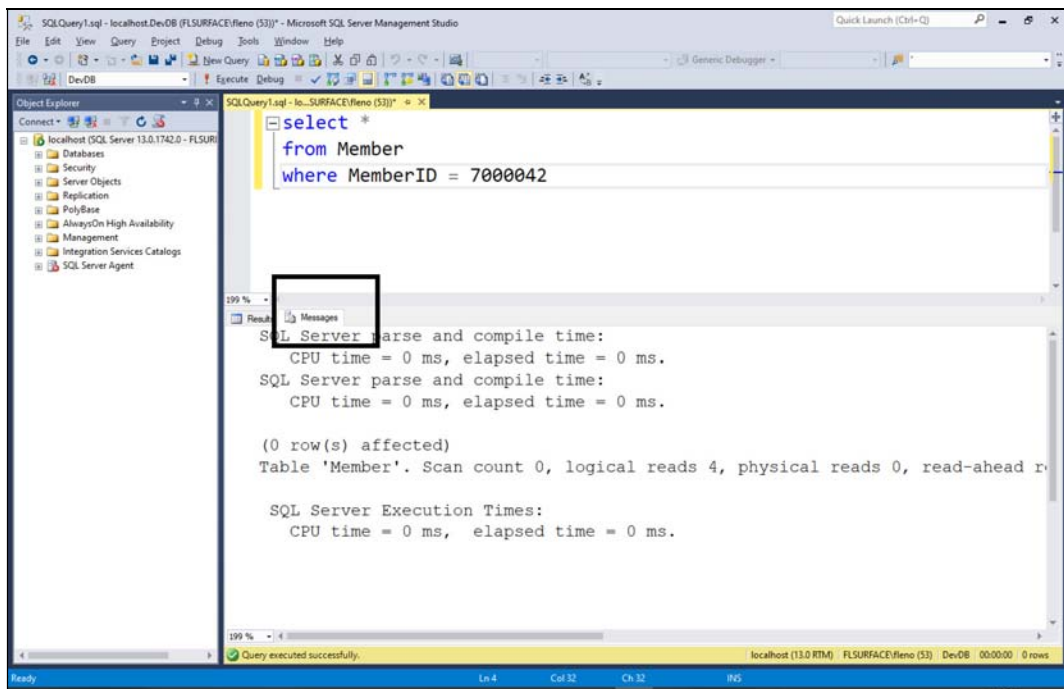 SQLQuery1.sql - localhost.DevDB (FLSURFACE\fleno (53))* - Microsoft SQL Server Management Studio
Quick Launch (Ctrl+Q)
File Edit View Query Project Debug Tools Window Help
New Query
Generic Debugger
DevDB
Execute Debug
Object Explorer
SQLQuery1.sql - lo...SURFACE\fleno (53))*
Connect
localhost (SQL Server 13.0.1742.0 - FLSURI
Databases
Security
Server Objects
Replication
PolyBase
AlwaysOn High Availability
Management
Integration Services Catalogs
SQL Server Agent
select *
from Member
where MemberID = 7000042
199 %
Messages
SQL Server parse and compile time:
CPU time = 0 ms, elapsed time = 0 ms.
SQL Server parse and compile time:
CPU time = 0 ms, elapsed time = 0 ms.
(0 row(s) affected)
Table 'Member'. Scan count 0, logical reads 4, physical reads 0, read-ahead
SQL Server Execution Times:
CPU time = 0 ms, elapsed time = 0 ms.
199 %
Query executed successfully.
localhost (13.0 RTM) FLSURFACE\fleno (53) DevDB 00:00:00 0 rows
Ready
Ln 4 Col 32 Ch 32 INS